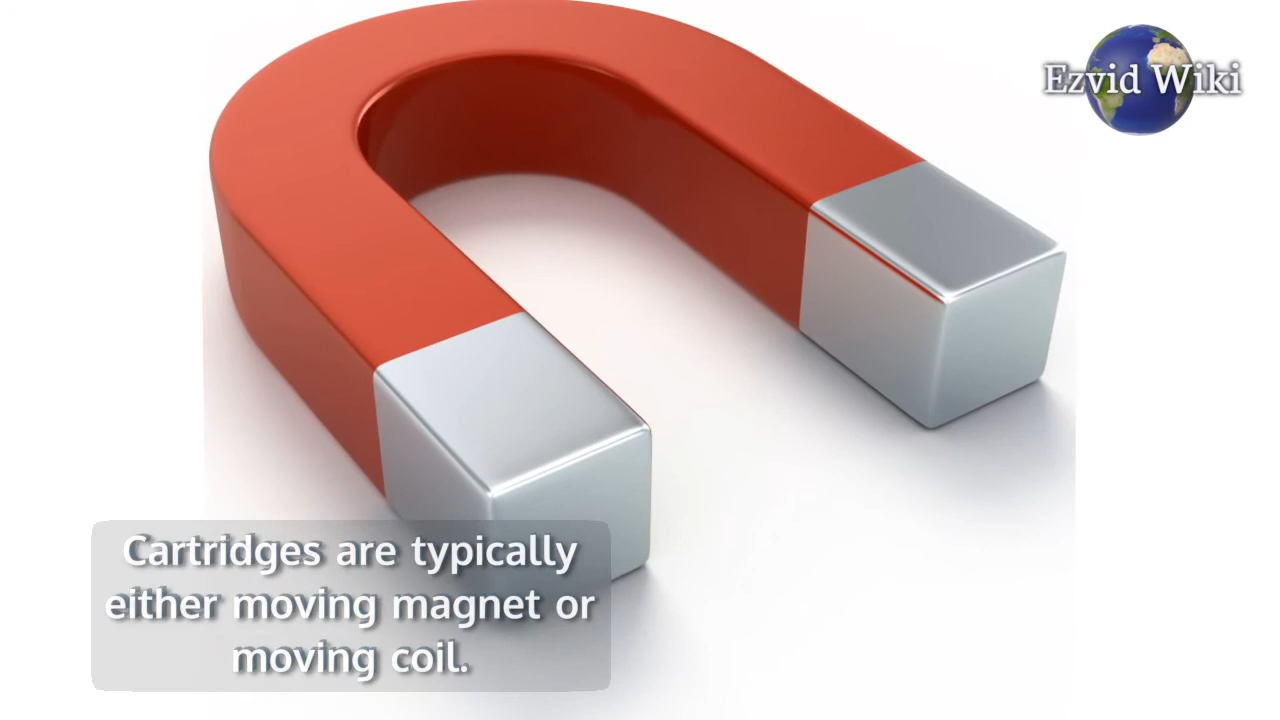 Ezvid Wiki
Cartridges are typically
either moving magnet or
moving coil.